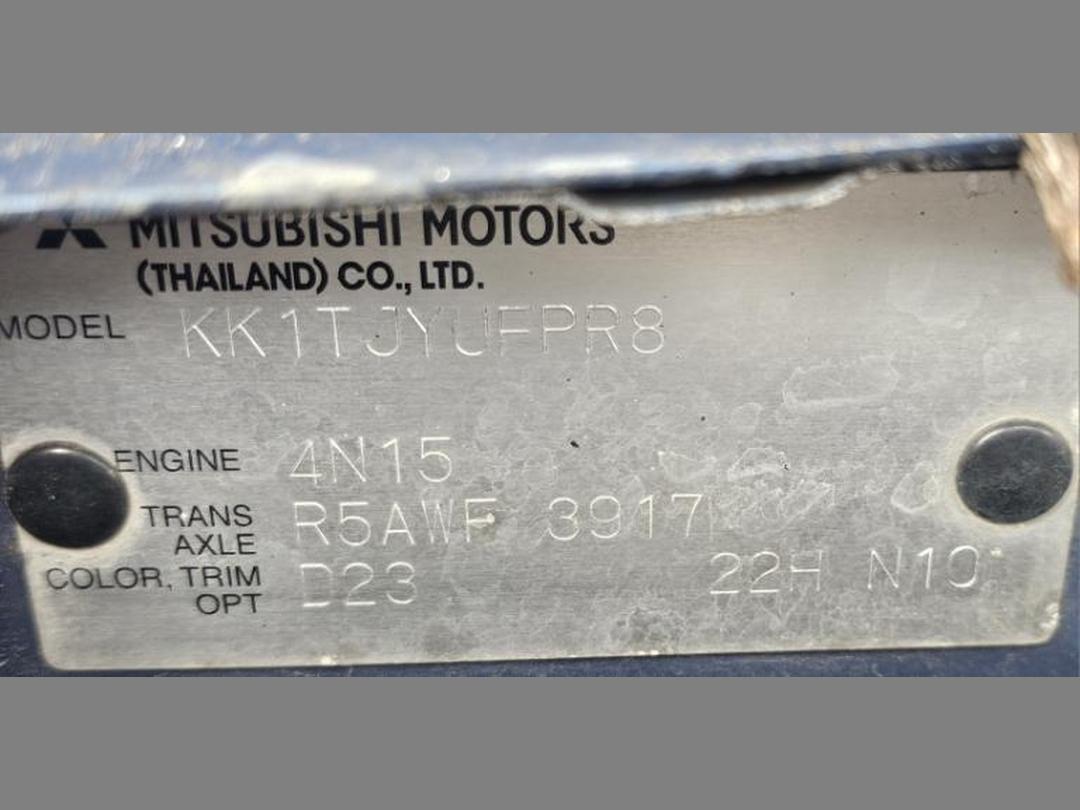 MITSUBISHI MOTORS
(THAILAND) CO., LTD.
MODEL KK1TJYUFPR8
ENGINE 4N15
TRANS AXLE R5AWF 3917
COLOR, TRIM OPT D23 22H N10